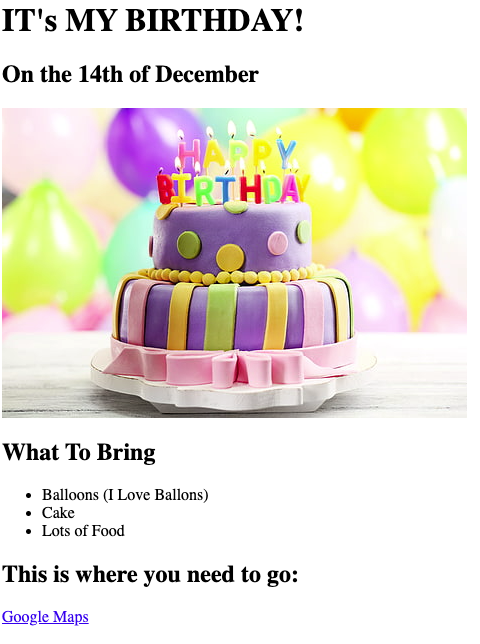 IT's MY BIRTHDAY!
On the 14th of December
HAPPY
BIRTHDAY
What To Bring
Balloons (I Love Ballons)
Cake
Lots of Food
This is where you need to go:
Google Maps